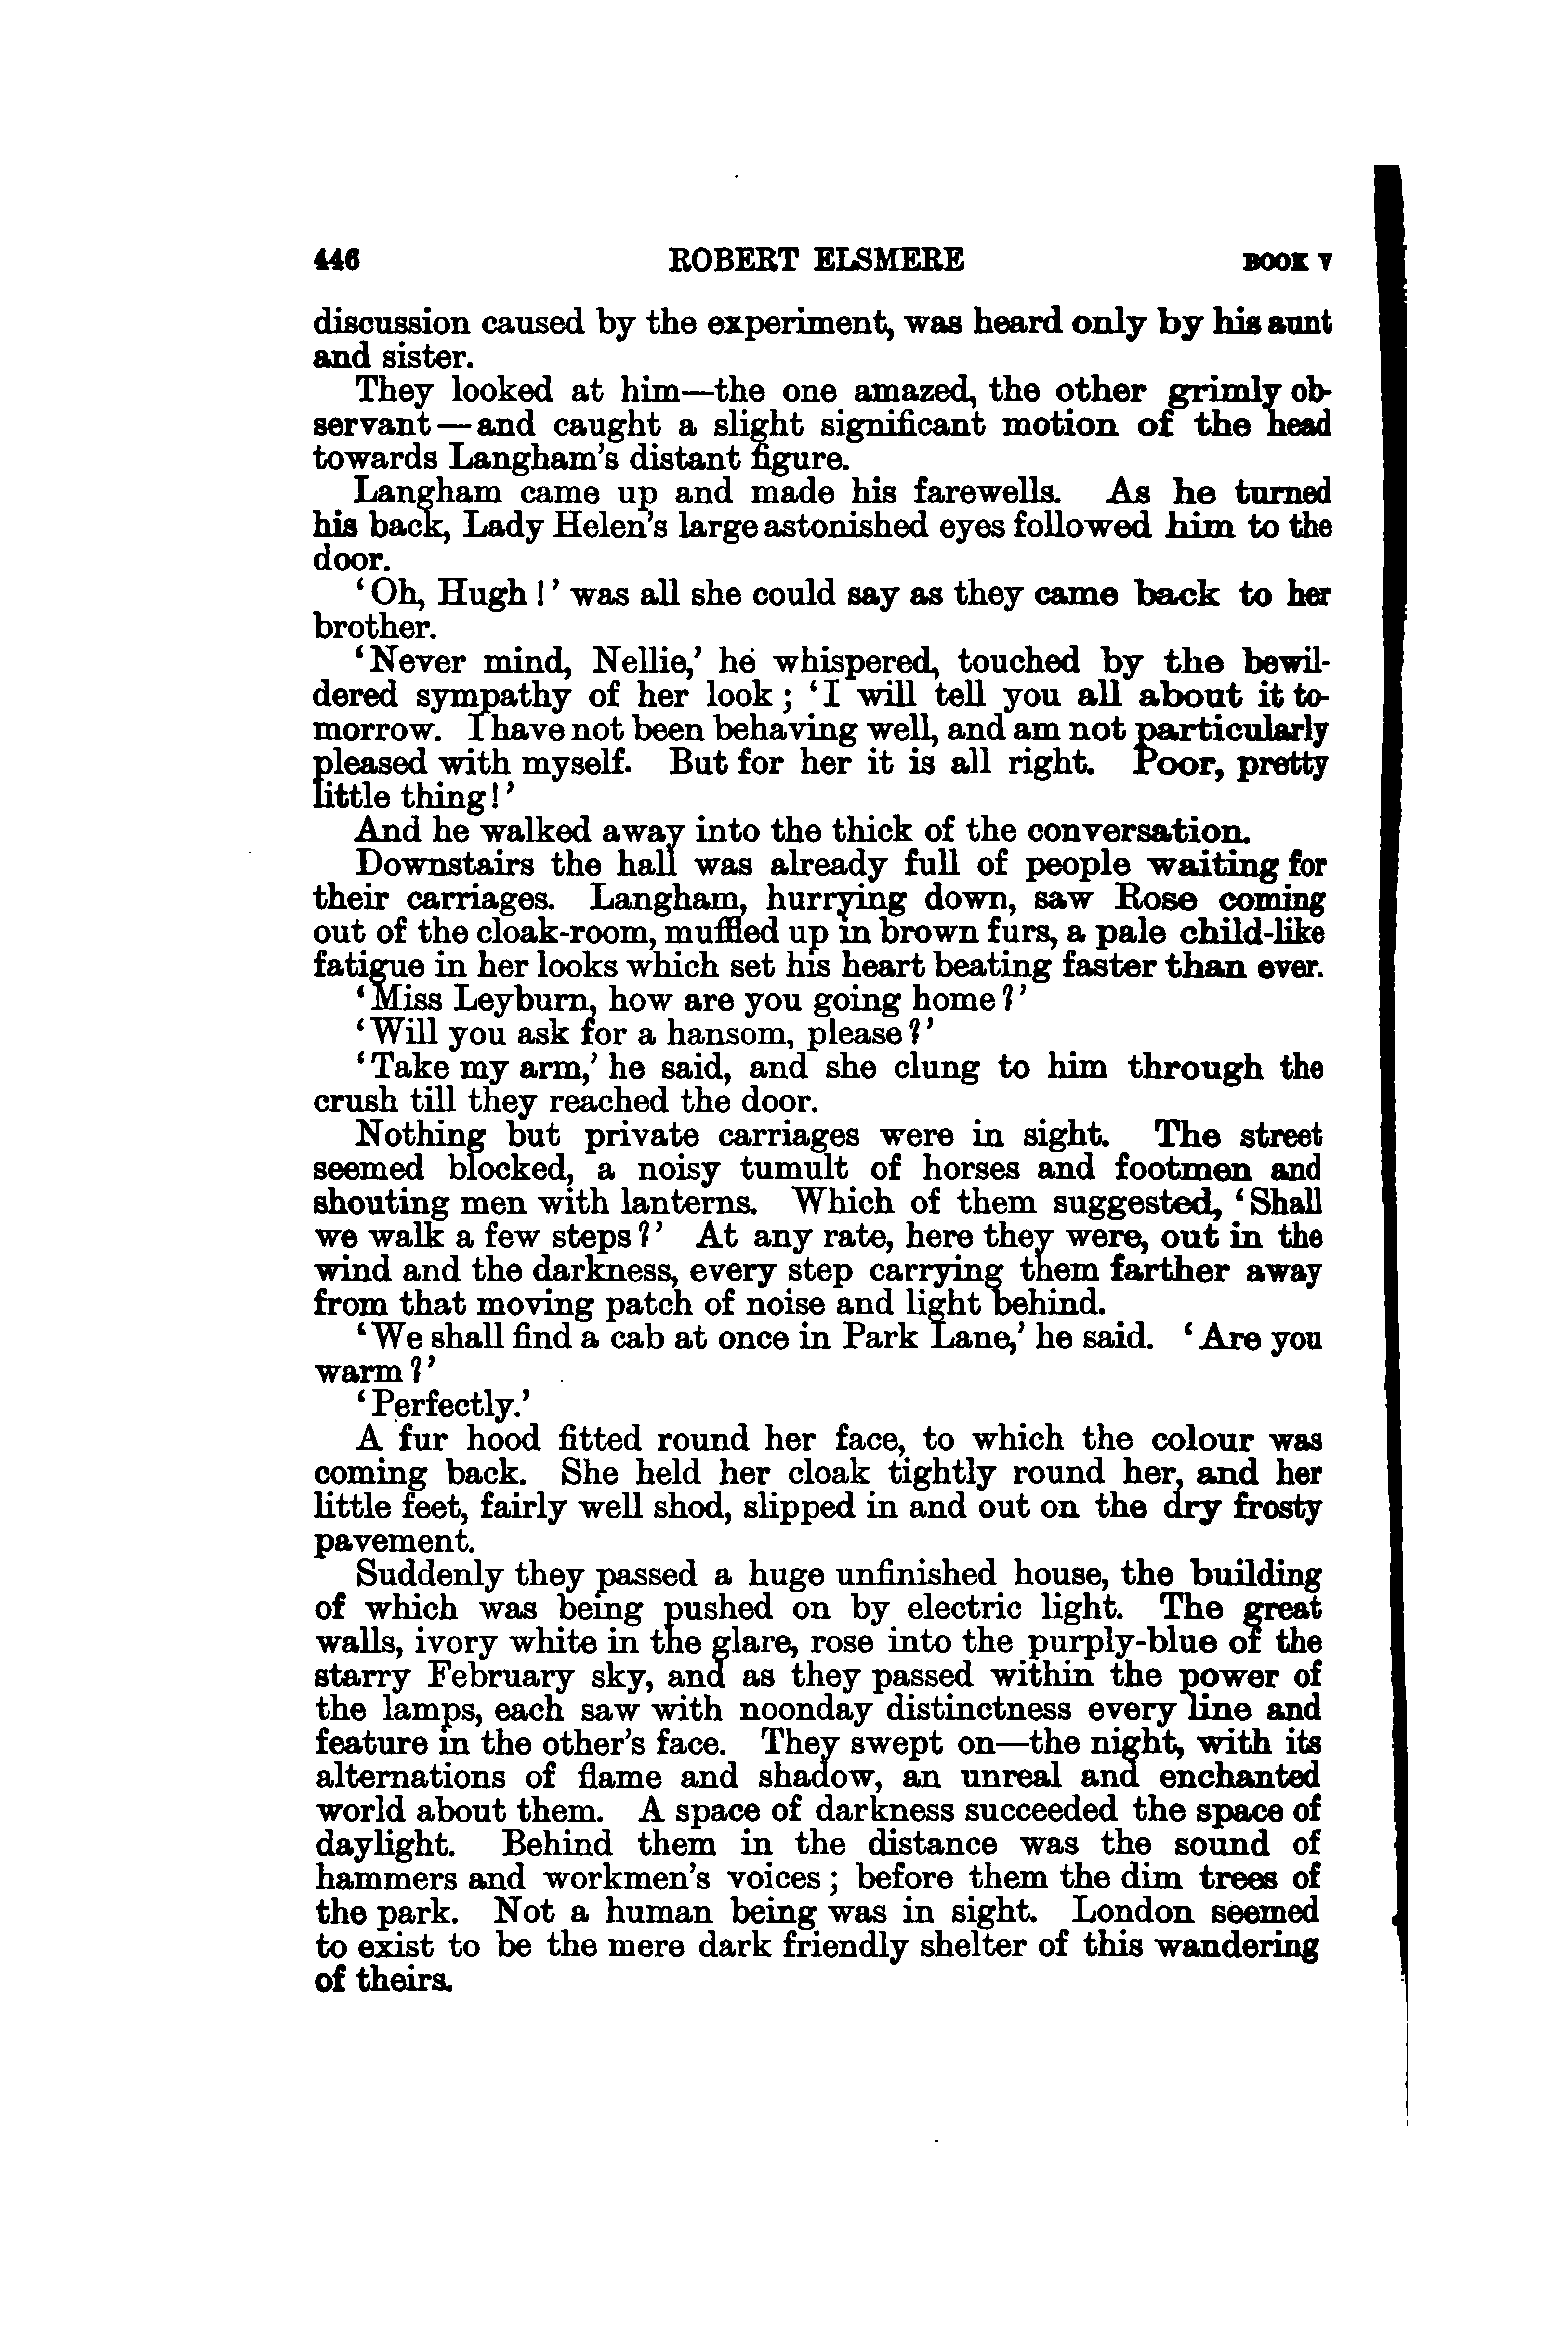 446 ROBERT ELSMERE BOOK V
discussion caused by the experiment, was heard only by his aunt
and sister.
They looked at him—the one amazed, the other grimly ob-
servant—and caught a slight significant motion of the head
towards Langham's distant figure.
Langham came up and made his farewells. As he turned
his back, Lady Helen's large astonished eyes followed him to the
door.
‘Oh, Hugh!’ was all she could say as they came back to her
brother.
‘Never mind, Nellie,’ he whispered, touched by the bewil-
dered sympathy of her look; ‘I will tell you all about it to-
morrow. I have not been behaving well, and am not particularly
pleased with myself. But for her it is all right. Poor, pretty
little thing!’
And he walked away into the thick of the conversation.
Downstairs the hall was already full of people waiting for
their carriages. Langham, hurrying down, saw Rose coming
out of the cloak-room, muffled up in brown furs, a pale child-like
fatigue in her looks which set his heart beating faster than ever.
‘Miss Leyburn, how are you going home?’
‘Will you ask for a hansom, please?’
‘Take my arm,’ he said, and she clung to him through the
crush till they reached the door.
Nothing but private carriages were in sight. The street
seemed blocked, a noisy tumult of horses and footmen and
shouting men with lanterns. Which of them suggested, ‘Shall
we walk a few steps?’ At any rate, here they were, out in the
wind and the darkness, every step carrying them farther away
from that moving patch of noise and light behind.
‘We shall find a cab at once in Park Lane,’ he said. ‘Are you
warm?’
‘Perfectly.’
A fur hood fitted round her face, to which the colour was
coming back. She held her cloak tightly round her, and her
little feet, fairly well shod, slipped in and out on the dry frosty
pavement.
Suddenly they passed a huge unfinished house, the building
of which was being pushed on by electric light. The great
walls, ivory white in the glare, rose into the purply-blue of the
starry February sky, and as they passed within the power of
the lamps, each saw with noonday distinctness every line and
feature in the other's face. They swept on—the night, with its
alternations of flame and shadow, an unreal and enchanted
world about them. A space of darkness succeeded the space of
daylight. Behind them in the distance was the sound of
hammers and workmen's voices; before them the dim trees of
the park. Not a human being was in sight. London seemed
to exist to be the mere dark friendly shelter of this wandering
of theirs.